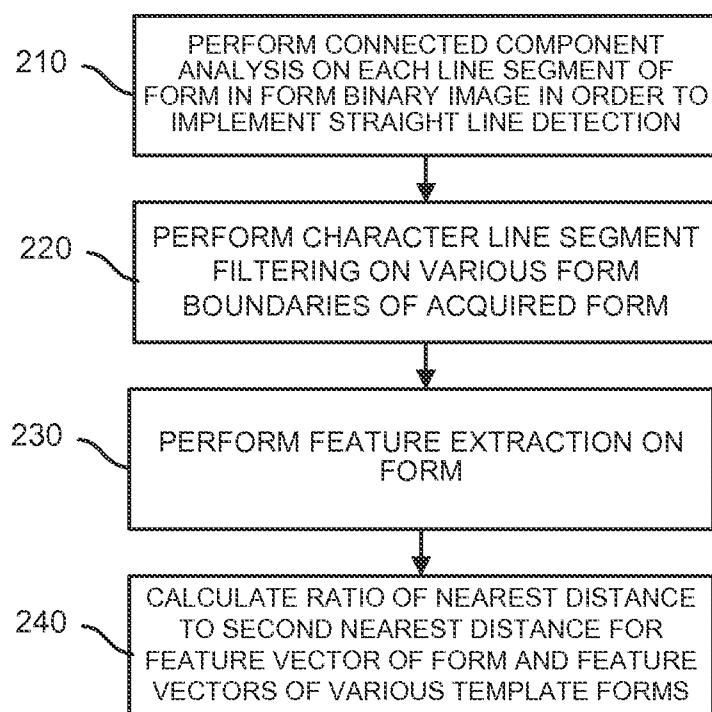 210
PERFORM CONNECTED COMPONENT
ANALYSIS ON EACH LINE SEGMENT OF
FORM IN FORM BINARY IMAGE IN ORDER TO
IMPLEMENT STRAIGHT LINE DETECTION
220
PERFORM CHARACTER LINE SEGMENT
FILTERING ON VARIOUS FORM
BOUNDARIES OF ACQUIRED FORM
230
PERFORM FEATURE EXTRACTION ON
FORM
240
CALCULATE RATIO OF NEAREST DISTANCE
TO SECOND NEAREST DISTANCE FOR
FEATURE VECTOR OF FORM AND FEATURE
VECTORS OF VARIOUS TEMPLATE FORMS